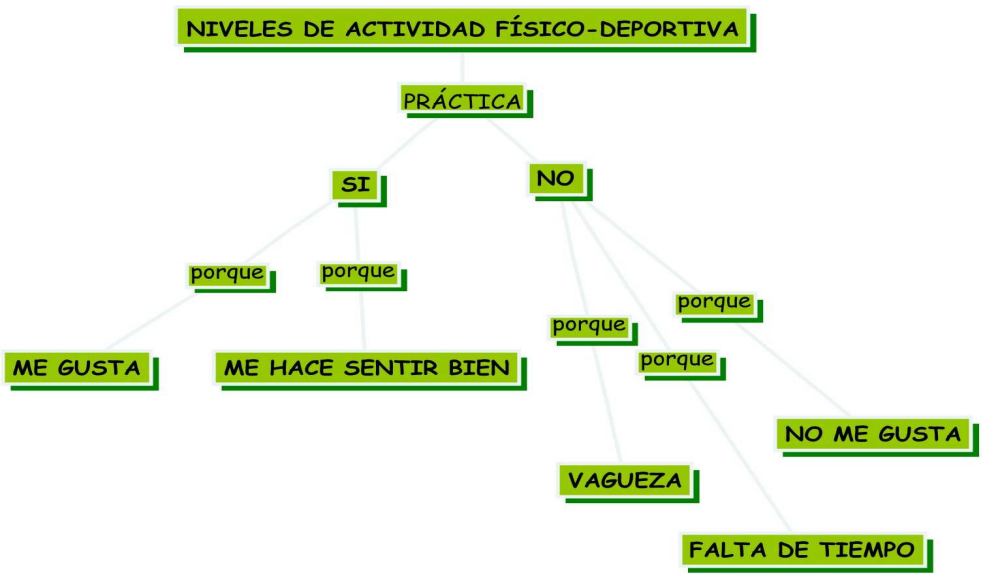 NIVELES DE ACTIVIDAD FÍSICO-DEPORTIVA
PRÁCTICA
SI
NO
porque
porque
porque
porque
porque
ME GUSTA
ME HACE SENTIR BIEN
NO ME GUSTA
VAGUEZA
FALTA DE TIEMPO